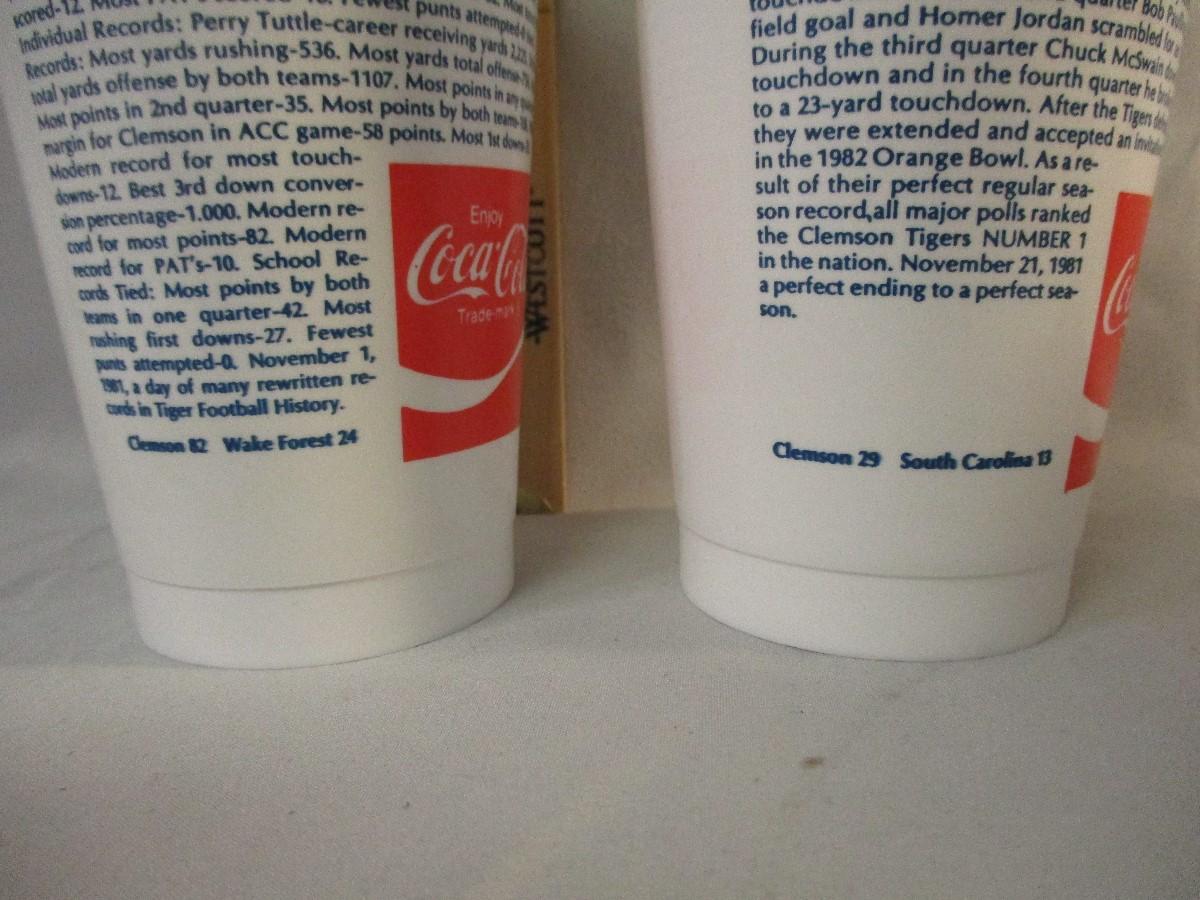 Fewest punts attempted-
Individual Records: Perry Tuttle-career receiving yards
Records: Most yards rushing-536. Most yards total offense-
total yards offense by both teams-1107. Most points in any
Most points in 2nd quarter-35. Most points by both teams-
margin for Clemson in ACC game-58 points. Most 1st downs-
Modern record for most touch-
downs-12. Best 3rd down conver-
sion percentage-1.000. Modern re-
cord for most points-82. Modern
record for PAT's-10. School Re-
cords Tied: Most points by both
teams in one quarter-42. Most
rushing first downs-27. Fewest
punts attempted-0. November 1,
1981, a day of many rewritten re-
cords in Tiger Football History.
Clemson 82 Wake Forest 24
Enjoy
Coca-Co
Trade-mark
WESTCOTT
quarter Bob
field goal and Homer Jordan scrambled for
During the third quarter Chuck McSwain
touchdown and in the fourth quarter he
to a 23-yard touchdown. After the Tigers
they were extended and accepted an
in the 1982 Orange Bowl. As a re-
sult of their perfect regular sea-
son record,all major polls ranked
the Clemson Tigers NUMBER 1
in the nation. November 21, 1981
a perfect ending to a perfect sea-
son.
Clemson 29 South Carolina 13